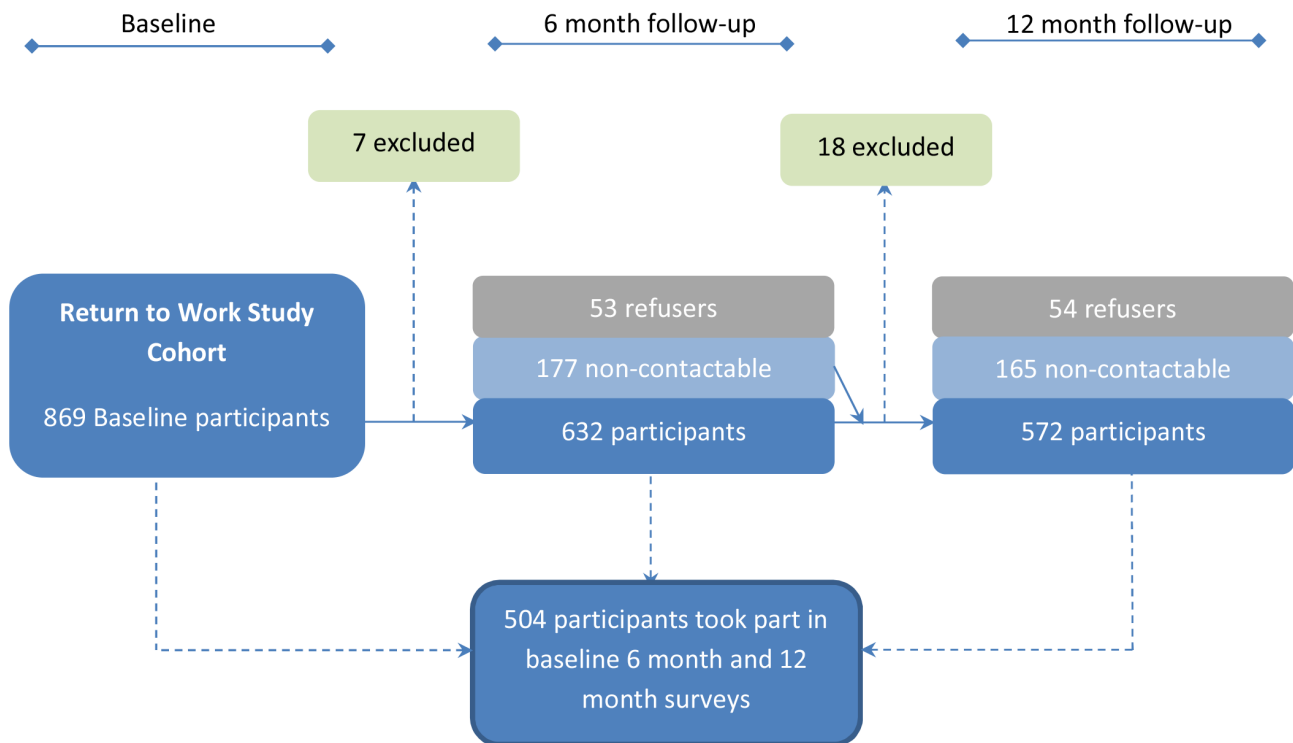 Baseline
6 month follow-up
12 month follow-up
7 excluded
18 excluded
Return to Work Study
Cohort
869 Baseline participants
53 refusers
177 non-contactable
632 participants
54 refusers
165 non-contactable
572 participants
504 participants took part in
baseline 6 month and 12
month surveys